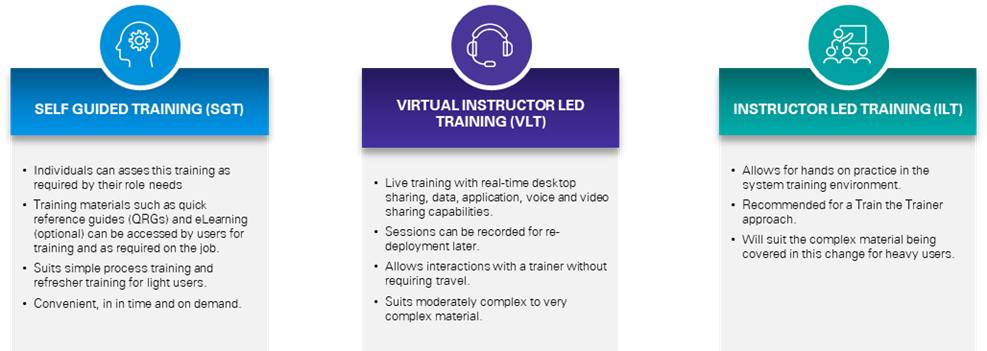 SELF GUIDED TRAINING (SGT)
• Individuals can asses this training as
required by their role needs
• Training materials such as quick
reference guides (QRGs) and eLearning
(optional) can be accessed by users for
training and as required on the job.
• Suits simple process training and
refresher training for light users.
• Convenient, in in time and on demand.
VIRTUAL INSTRUCTOR LED
TRAINING (VLT)
• Live training with real-time desktop
sharing, data, application, voice and video
sharing capabilities.
• Sessions can be recorded for re-
deployment later.
• Allows interactions with a trainer without
requiring travel.
• Suits moderately complex to very
complex material.
INSTRUCTOR LED TRAINING (ILT)
• Allows for hands on practice in the
system training environment.
• Recommended for a Train the Trainer
approach.
• Will suit the complex material being
covered in this change for heavy users.